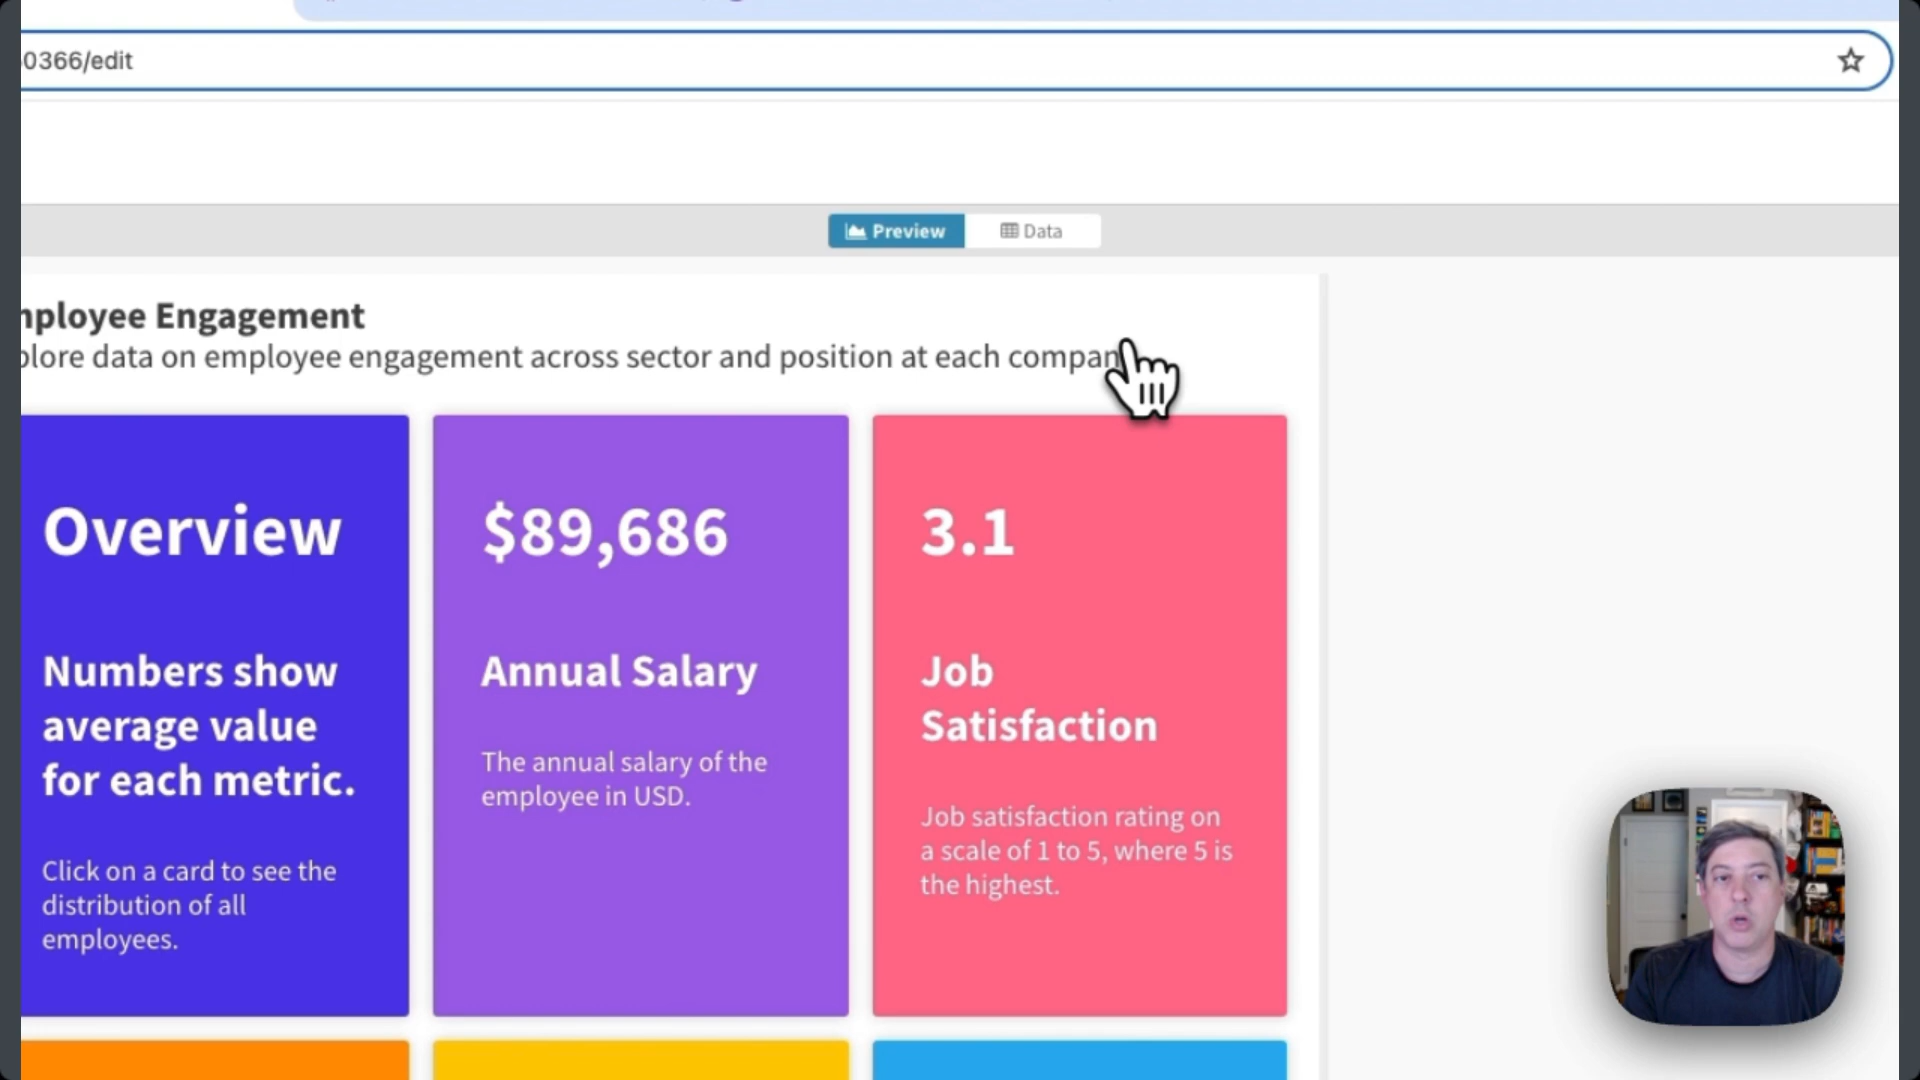 0366/edit
Preview
Data
mployee Engagement
plore data on employee engagement across sector and position at each compan
Overview
Numbers show
average value
for each metric.
Click on a card to see the
distribution of all
employees.
$89,686
Annual Salary
The annual salary of the
employee in USD.
3.1
Job
Satisfaction
Job satisfaction rating on
a scale of 1 to 5, where 5 is
the highest.